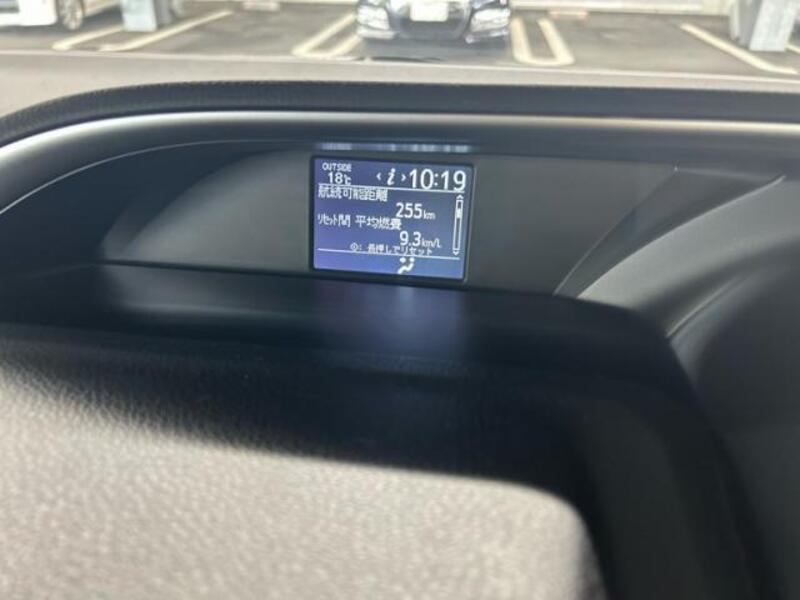 OUTSIDE
18℃ ‹ i › 10:19
航続可能距離
255km
リセット間 平均燃費
9.3km/L
長押しでリセット